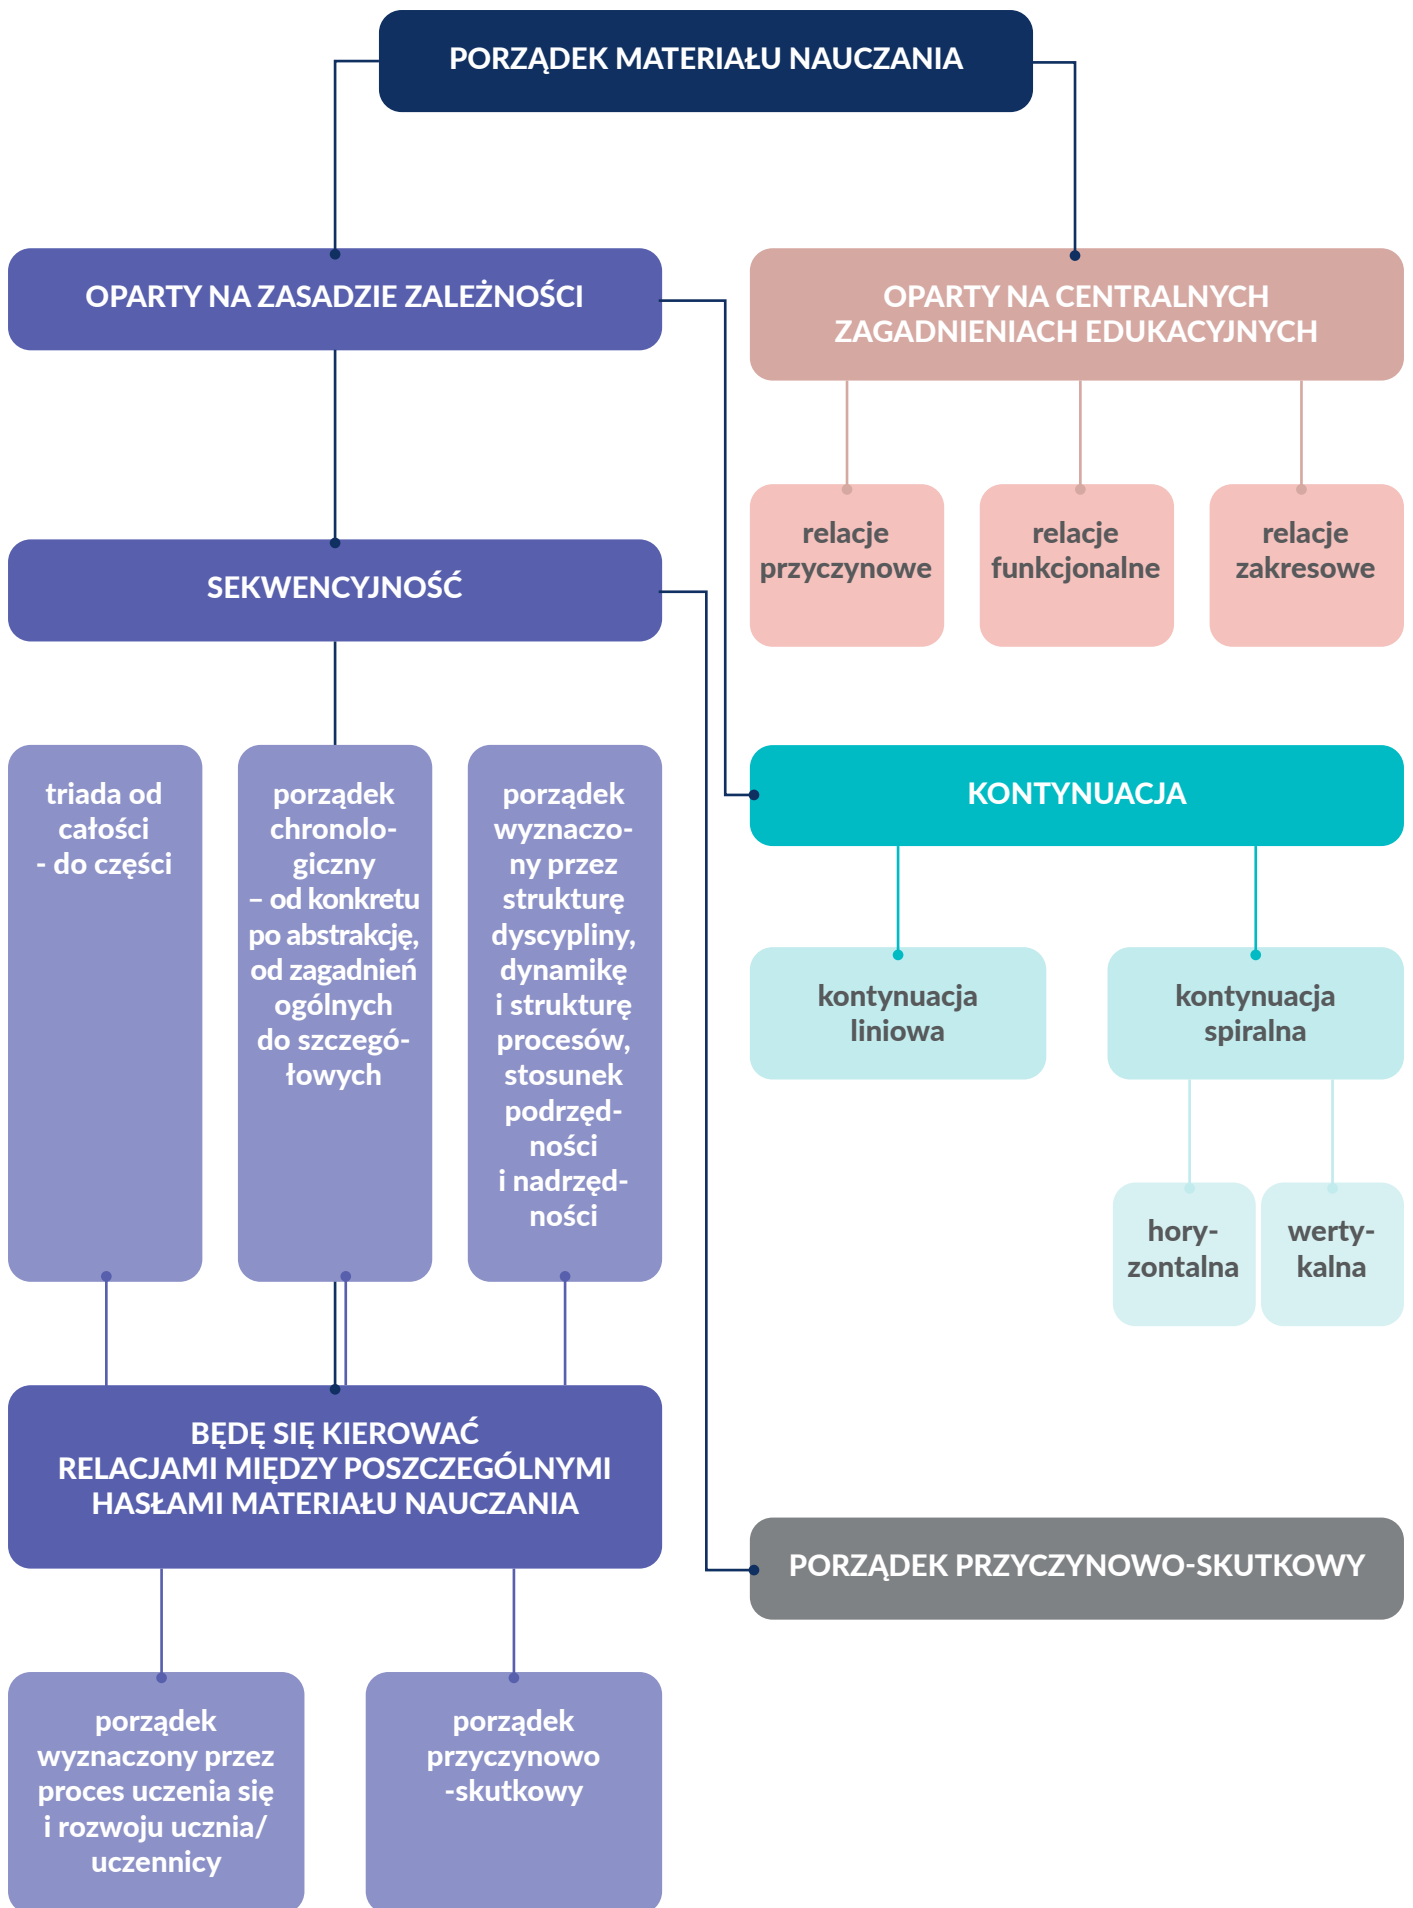 PORZĄDEK MATERIAŁU NAUCZANIA
OPARTY NA ZASADZIE ZALEŻNOŚCI
OPARTY NA CENTRALNYCH
ZAGADNIENIACH EDUKACYJNYCH
relacje
przyczynowe
relacje
funkcjonalne
relacje
zakresowe
SEKWENCYJNOŚĆ
triada od
całości
- do części
porządek
chronolo-
giczny
– od konkretu
po abstrakcję,
od zagadnień
ogólnych
do szczegó-
łowych
porządek
wyznaczo-
ny przez
strukturę
dyscypliny,
dynamikę
i strukturę
procesów,
stosunek
podrzęd-
ności
i nadrzęd-
ności
KONTYNUACJA
kontynuacja
liniowa
kontynuacja
spiralna
hory-
zontalna
werty-
kalna
BĘDĘ SIĘ KIEROWAĆ
RELACJAMI MIĘDZY POSZCZEGÓLNYMI
HASŁAMI MATERIAŁU NAUCZANIA
PORZĄDEK PRZYCZYNOWO-SKUTKOWY
porządek
wyznaczony przez
proces uczenia się
i rozwoju ucznia/
uczennicy
porządek
przyczynowo
-skutkowy